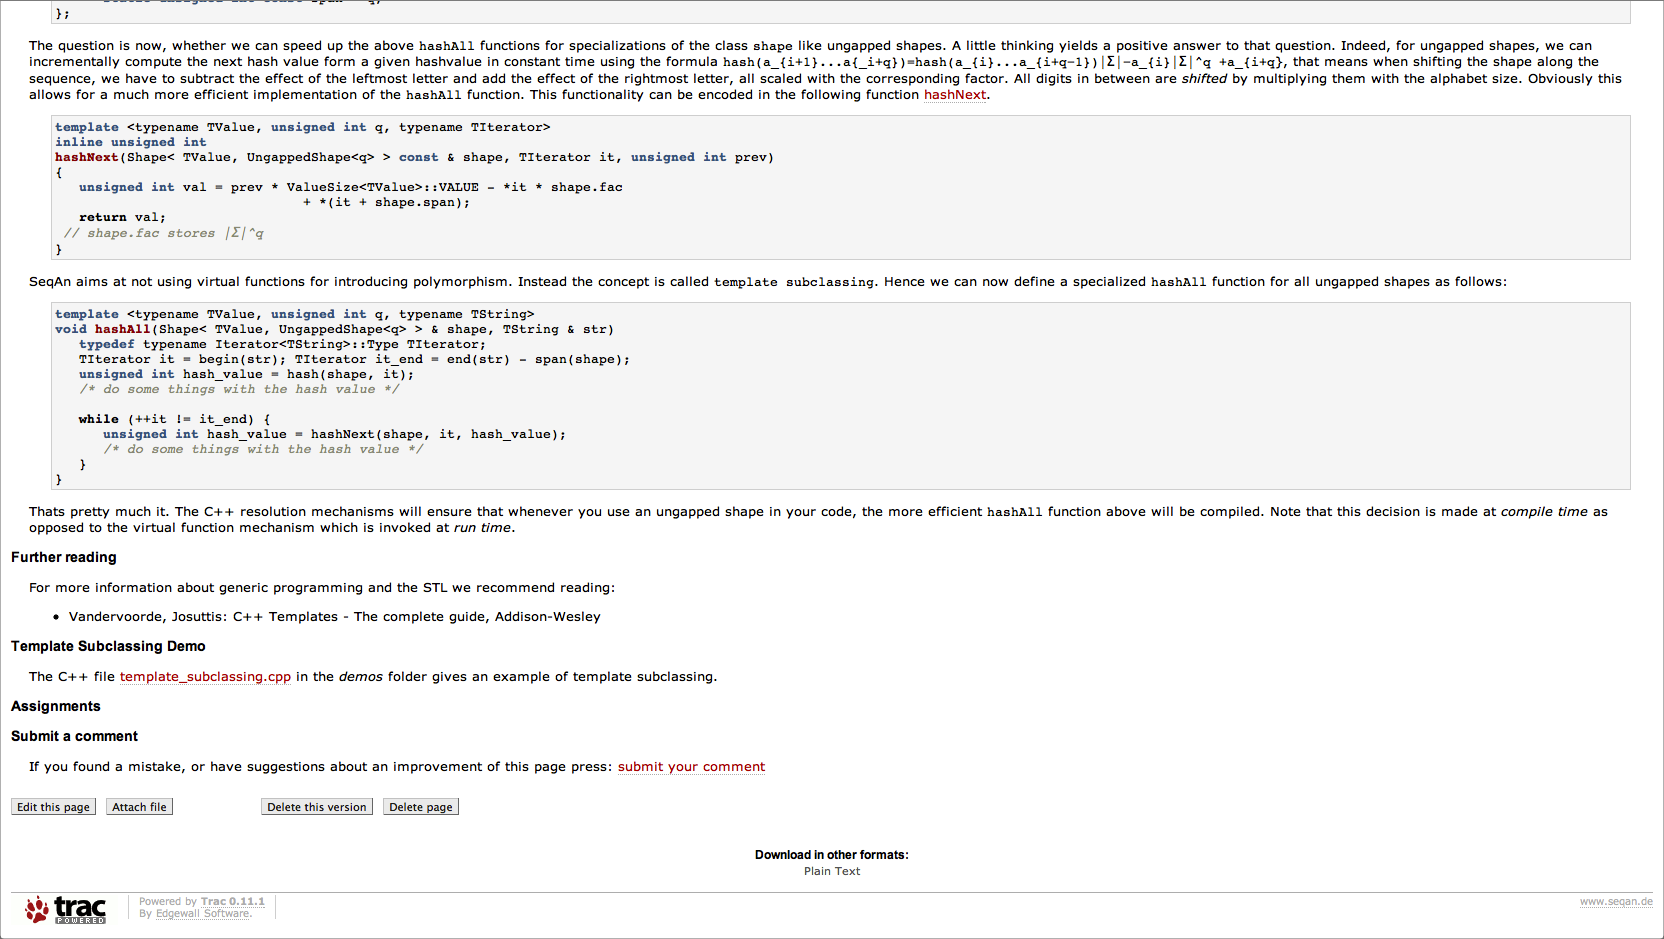 };
The question is now, whether we can speed up the above hashAll functions for specializations of the class shape like ungapped shapes. A little thinking yields a positive answer to that question. Indeed, for ungapped shapes, we can
incrementally compute the next hash value form a given hashvalue in constant time using the formula hash(a_{i+1}...a{_i+q})=hash(a_{i}...a_{i+q-1})|Σ|-a_{i}|Σ|^q +a_{i+q}, that means when shifting the shape along the
sequence, we have to subtract the effect of the leftmost letter and add the effect of the rightmost letter, all scaled with the corresponding factor. All digits in between are shifted by multiplying them with the alphabet size. Obviously this
allows for a much more efficient implementation of the hashAll function. This functionality can be encoded in the following function hashNext.
template <typename TValue, unsigned int q, typename TIterator>
inline unsigned int
hashNext(Shape< TValue, UngappedShape<q> > const & shape, TIterator it, unsigned int prev)
{
unsigned int val = prev * ValueSize<TValue>::VALUE - *it * shape.fac
+ *(it + shape.span);
return val;
// shape.fac stores |Σ|^q
}
SeqAn aims at not using virtual functions for introducing polymorphism. Instead the concept is called template subclassing. Hence we can now define a specialized hashAll function for all ungapped shapes as follows:
template <typename TValue, unsigned int q, typename TString>
void hashAll(Shape< TValue, UngappedShape<q> > & shape, TString & str)
typedef typename Iterator<TString>::Type TIterator;
TIterator it = begin(str); TIterator it_end = end(str) - span(shape);
unsigned int hash_value = hash(shape, it);
/* do some things with the hash value */
while (++it != it_end) {
unsigned int hash_value = hashNext(shape, it, hash_value);
/* do some things with the hash value */
}
}
Thats pretty much it. The C++ resolution mechanisms will ensure that whenever you use an ungapped shape in your code, the more efficient hashAll function above will be compiled. Note that this decision is made at compile time as
opposed to the virtual function mechanism which is invoked at run time.
Further reading
For more information about generic programming and the STL we recommend reading:
• Vandervoorde, Josuttis: C++ Templates - The complete guide, Addison-Wesley
Template Subclassing Demo
The C++ file template_subclassing.cpp in the demos folder gives an example of template subclassing.
Assignments
Submit a comment
If you found a mistake, or have suggestions about an improvement of this page press: submit your comment
Edit this page Attach file Delete this version Delete page
Download in other formats:
Plain Text
trac POWERED
Powered by Trac 0.11.1
By Edgewall Software.
www.seqan.de